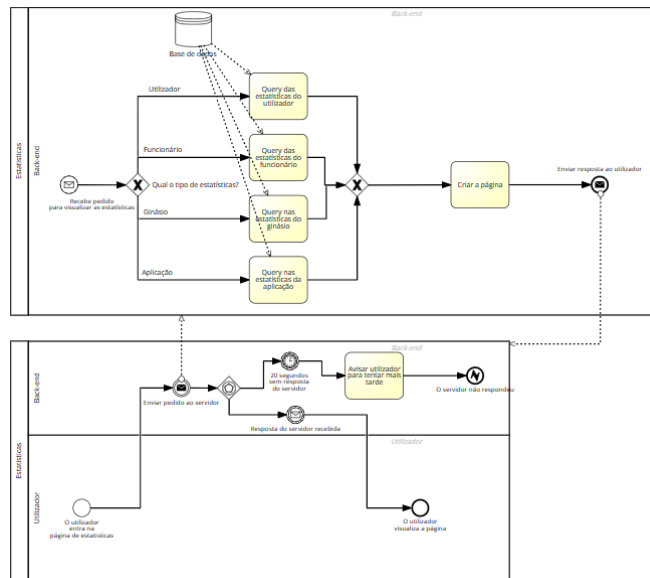 Back-end
Base de dados
Estatísticas
Back-end
Utilizador
Query das
estatísticas do
utilizador
Funcionário
Query das
estatísticas do
funcionário
Enviar resposta ao utilizador
Qual o tipo de estatísticas?
Criar a página
Recebe pedido
para visualizar as estatísticas
Ginásio
Query nas
estatísticas do
ginásio
Aplicação
Query nas
estatísticas da
aplicação
Back-end
Estatísticas
Back-end
20 segundos
sem resposta
do servidor
Avisar utilizador
para tentar mais
tarde
O servidor não respondeu
Enviar pedido ao servidor
Resposta do servidor recebida
Utilizador
Utilizador
O utilizador
entra na
página de estatísticas
O utilizador
visualiza a página